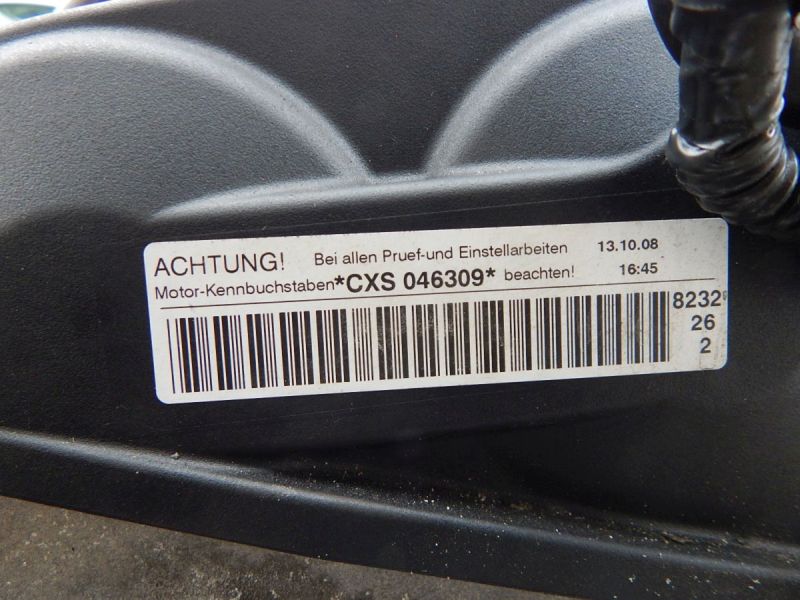 ACHTUNG! Bei allen Pruef-und Einstellarbeiten 13.10.08
Motor-Kennbuchstaben *CXS 046309* beachten! 16:45
8232
26
2